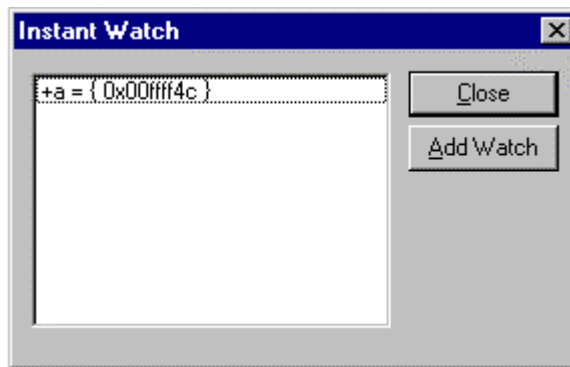 Instant Watch
+a = { 0x00ffff4c }
Close
Add Watch